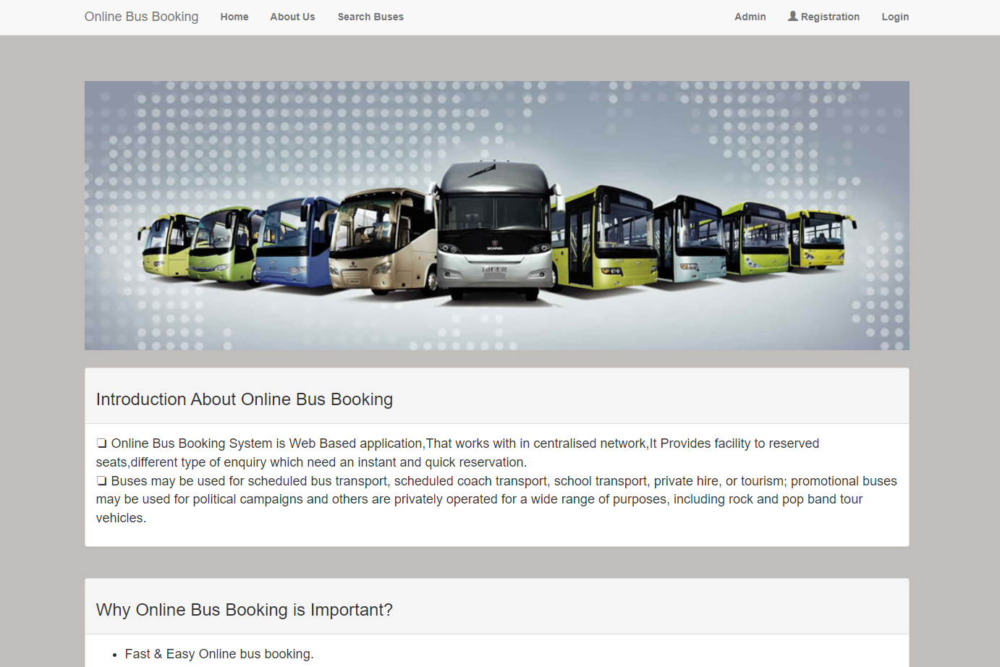 Online Bus Booking Home About Us Search Buses Admin Registration Login
SCANIA
HIGER
Introduction About Online Bus Booking
❏ Online Bus Booking System is Web Based application,That works with in centralised network,It Provides facility to reserved
seats,different type of enquiry which need an instant and quick reservation.
❏ Buses may be used for scheduled bus transport, scheduled coach transport, school transport, private hire, or tourism; promotional buses
may be used for political campaigns and others are privately operated for a wide range of purposes, including rock and pop band tour
vehicles.
Why Online Bus Booking is Important?
• Fast & Easy Online bus booking.